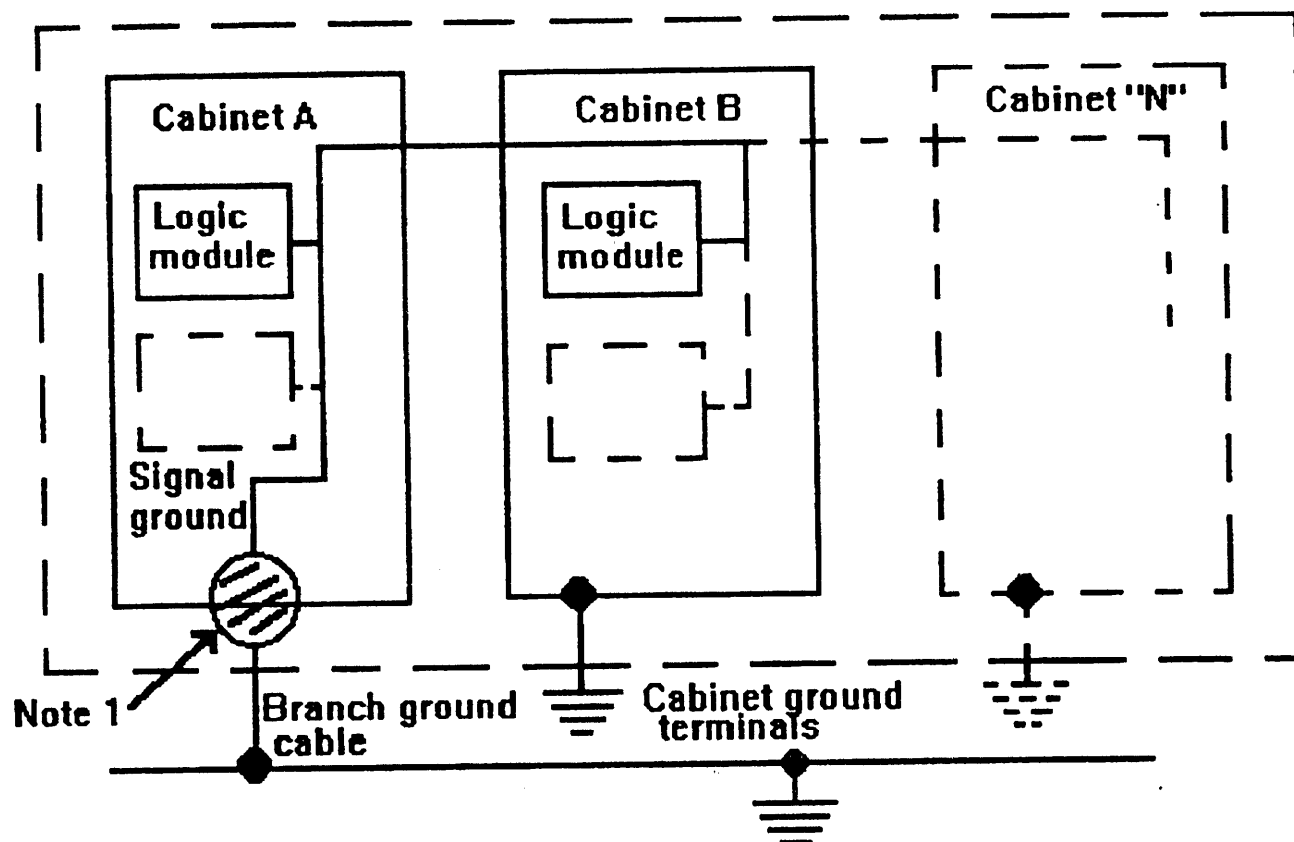 Cabinet A
Cabinet B
Cabinet "N"
Logic
module
Logic
module
Signal
ground
Note 1
Branch ground
cable
Cabinet ground
terminals